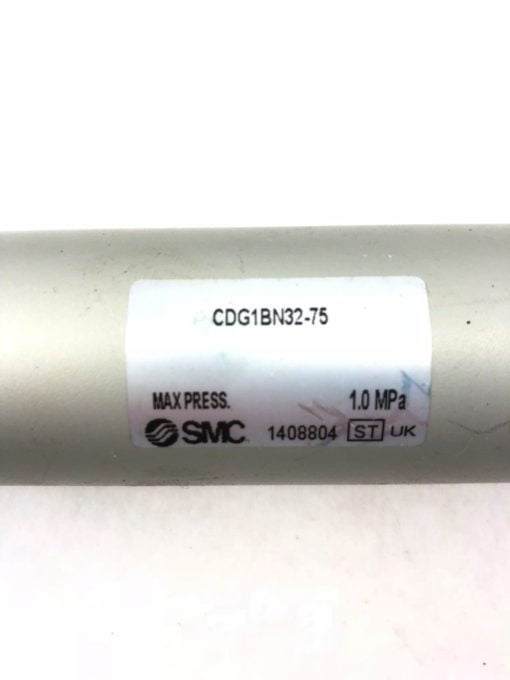 CDG1BN32-75
MAX PRESS. 1.0 MPa
SMC 1408804 ST UK